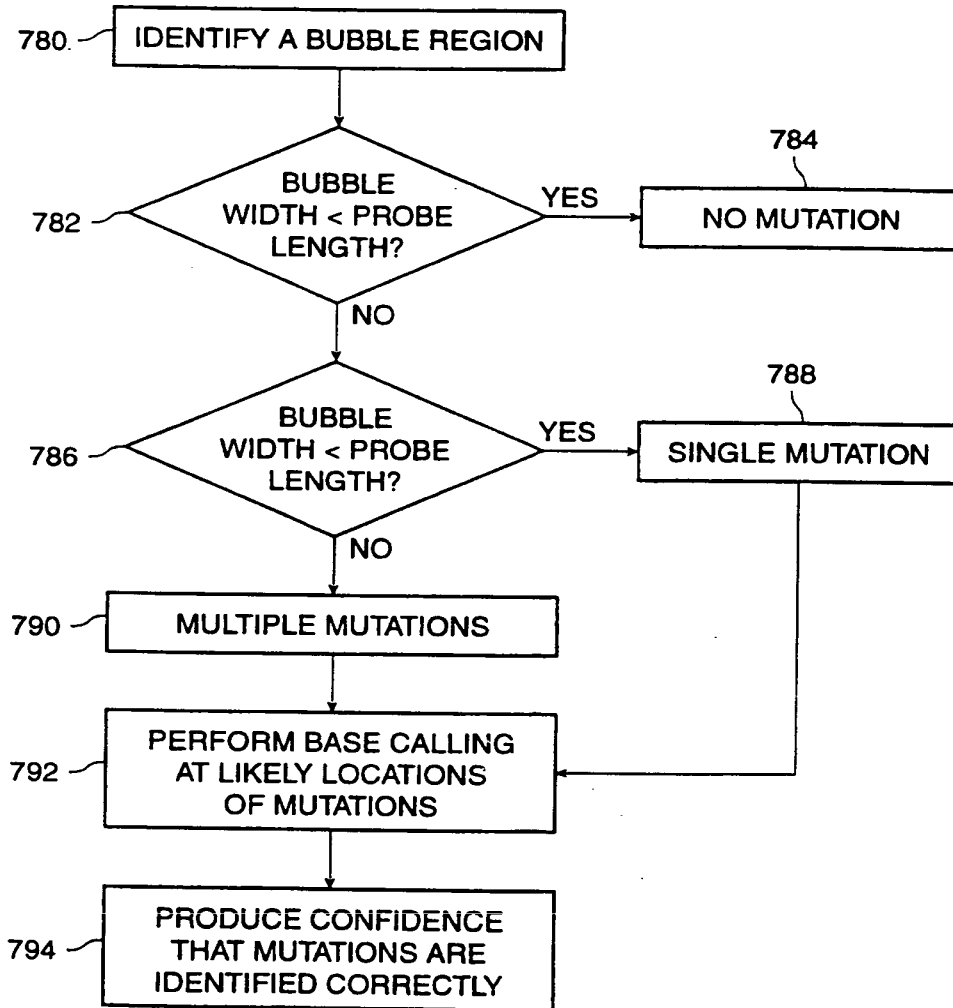 780
IDENTIFY A BUBBLE REGION
782
BUBBLE
WIDTH < PROBE
LENGTH?
YES
784
NO MUTATION
NO
786
BUBBLE
WIDTH < PROBE
LENGTH?
YES
788
SINGLE MUTATION
NO
790
MULTIPLE MUTATIONS
792
PERFORM BASE CALLING
AT LIKELY LOCATIONS
OF MUTATIONS
794
PRODUCE CONFIDENCE
THAT MUTATIONS ARE
IDENTIFIED CORRECTLY